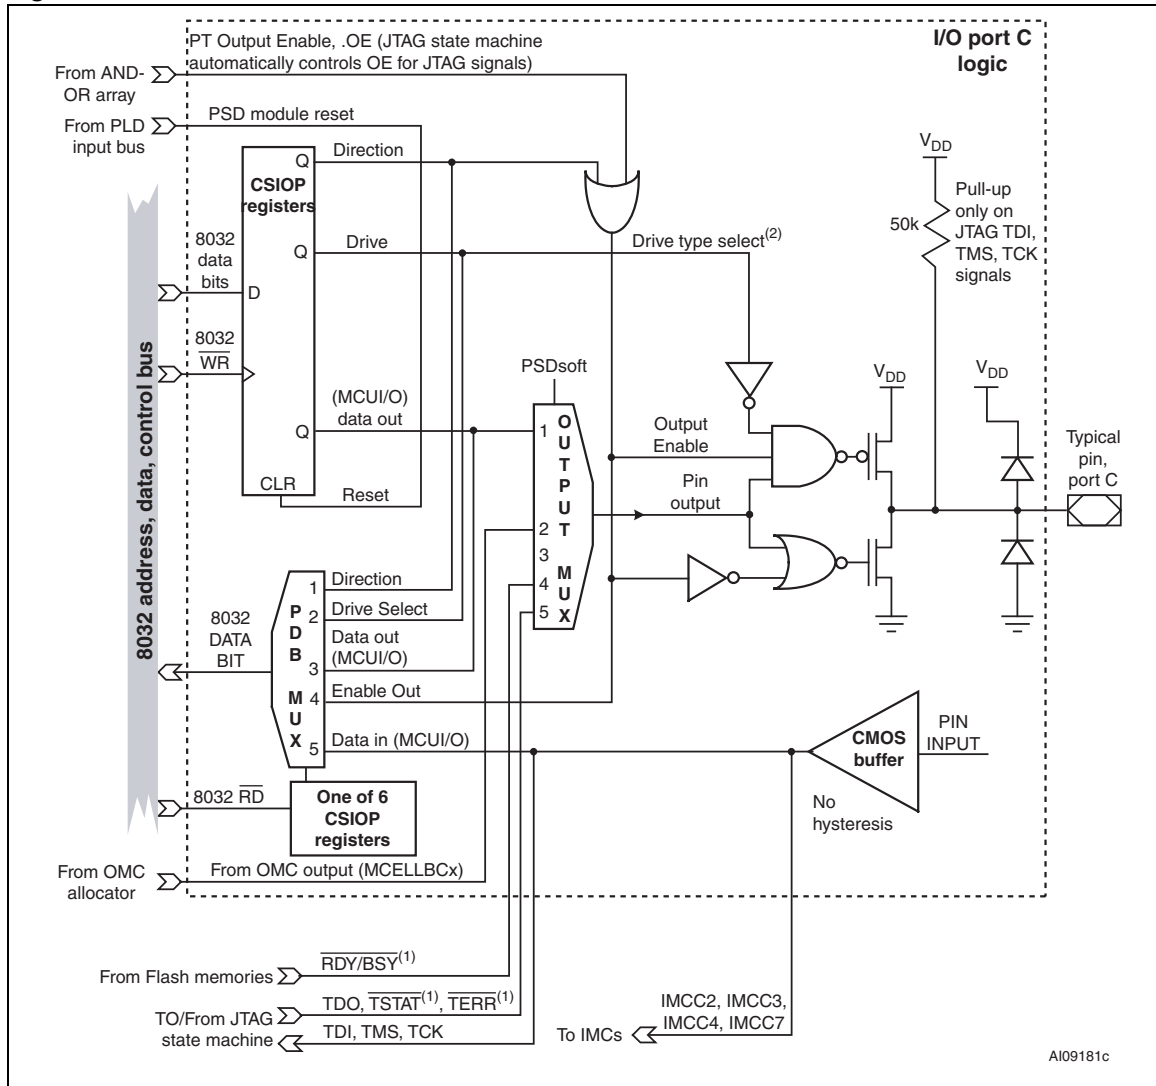 PT Output Enable, .OE (JTAG state machine
automatically controls OE for JTAG signals)
I/O port C
logic
From AND-
OR array
PSD module reset
From PLD
input bus
Q
Direction
CSIOP
registers
VDD
Pull-up
only on
JTAG TDI,
TMS, TCK
signals
50k
8032
data
bits
Q
Drive
Drive type select(2)
D
8032
WR
PSDsoft
VDD
VDD
(MCUI/O)
data out
Q
1
OUTPUT MUX
Output
Enable
Typical
pin,
port C
CLR
Reset
Pin
output
2
3
4
5
8032 address, data, control bus
1
Direction
2
Drive Select
PDB MUX
8032
DATA
BIT
Data out
(MCUI/O)
3
4
Enable Out
5
Data in (MCUI/O)
CMOS
buffer
PIN
INPUT
No
hysteresis
8032 RD
One of 6
CSIOP
registers
From OMC
allocator
From OMC output (MCELLBCx)
From Flash memories
RDY/BSY(1)
TO/From JTAG
state machine
TDO, TSTAT(1), TERR(1)
TDI, TMS, TCK
To IMCs
IMCC2, IMCC3,
IMCC4, IMCC7
AI09181c